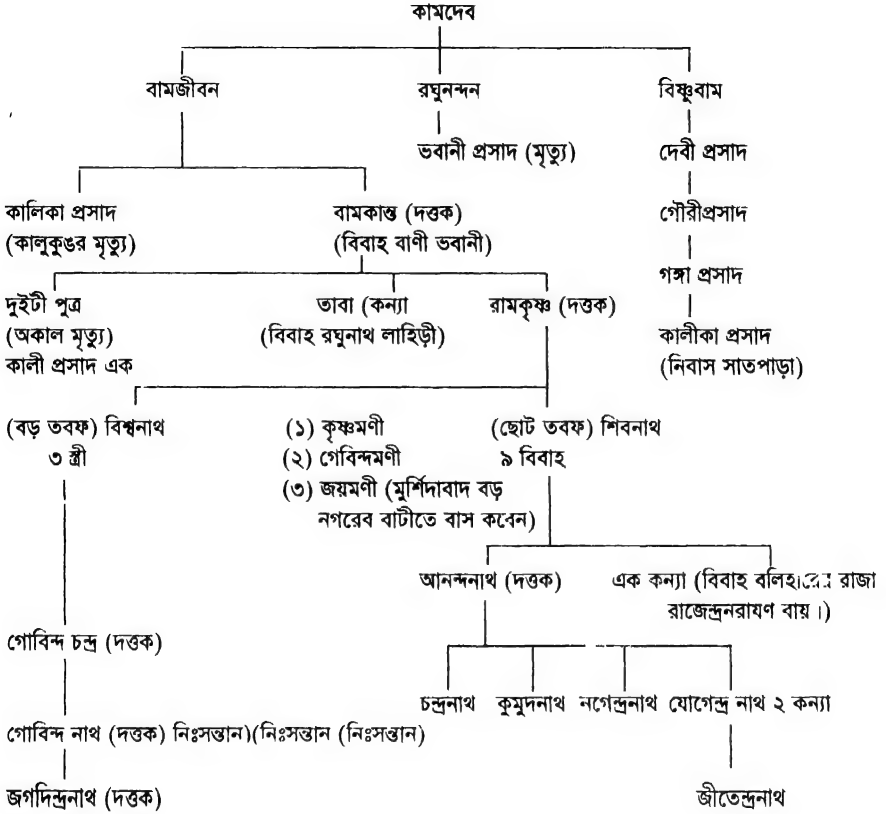 কামদেব
বামজীবন রঘুনন্দন বিষ্ণুবাম
ভবানী প্রসাদ (মৃত্যু) দেবী প্রসাদ
কালিকা প্রসাদ বামকান্ত (দত্তক) গৌরীপ্রসাদ
(কালুকুঙর মৃত্যু) (বিবাহ বাণী ভবানী)
গঙ্গা প্রসাদ
দুইটী পুত্র তাবা (কন্যা রামকৃষ্ণ (দত্তক)
(অকাল মৃত্যু) (বিবাহ রঘুনাথ লাহিড়ী) কালীকা প্রসাদ
কালী প্রসাদ এক (নিবাস সাতপাড়া)
(বড় তবফ) বিশ্বনাথ (১) কৃষ্ণমণী (ছোট তবফ) শিবনাথ
৩ স্ত্রী (২) গেবিন্দমণী ৯ বিবাহ
(৩) জয়মণী (মুর্শিদাবাদ বড়
নগরেব বাটীতে বাস কবেন)
আনন্দনাথ (দত্তক) এক কন্যা (বিবাহ বলিহারের রাজা
রাজেন্দ্রনরায়ণ বায়।)
গোবিন্দ চন্দ্র (দত্তক)
চন্দ্রনাথ কুমুদনাথ নগেন্দ্রনাথ যোগেন্দ্র নাথ ২ কন্যা
গোবিন্দ নাথ (দত্তক) নিঃসন্তান)(নিঃসন্তান (নিঃসন্তান)
জগদিন্দ্রনাথ (দত্তক) জীতেন্দ্রনাথ